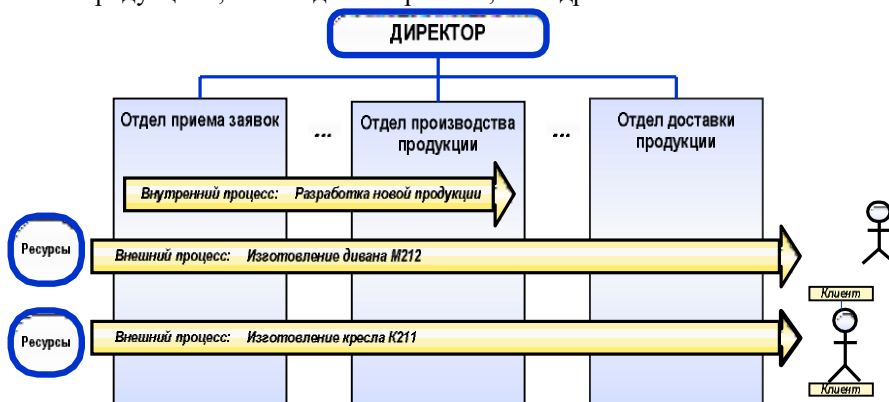 ДИРЕКТОР
Отдел приема заявок
...
Отдел производства
продукции
...
Отдел доставки
продукции
Внутренний процесс: Разработка новой продукции
Ресурсы
Внешний процесс: Изготовление дивана М212
Клиент
Ресурсы
Внешний процесс: Изготовление кресла К211
Клиент